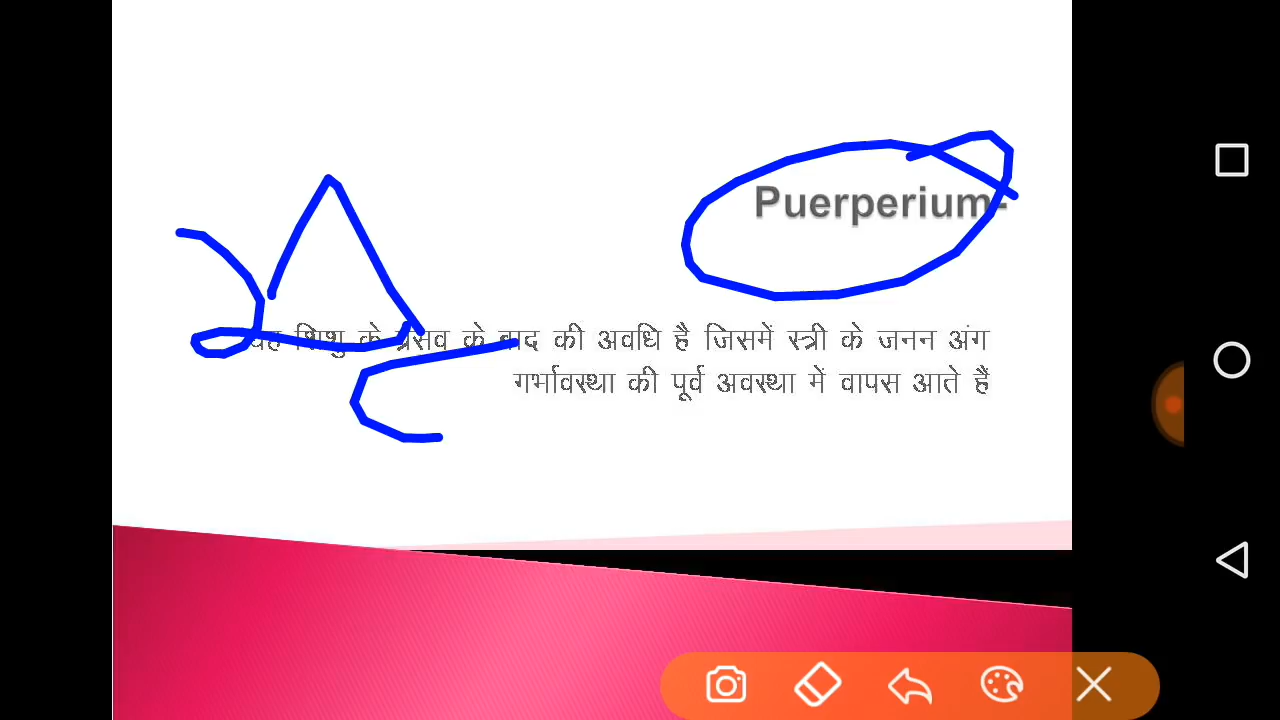 Puerperium-
यह शिशु के प्रसव के बाद की अवधि है जिसमें स्त्री के जनन अंग
गर्भावस्था की पूर्व अवस्था में वापस आते हैं